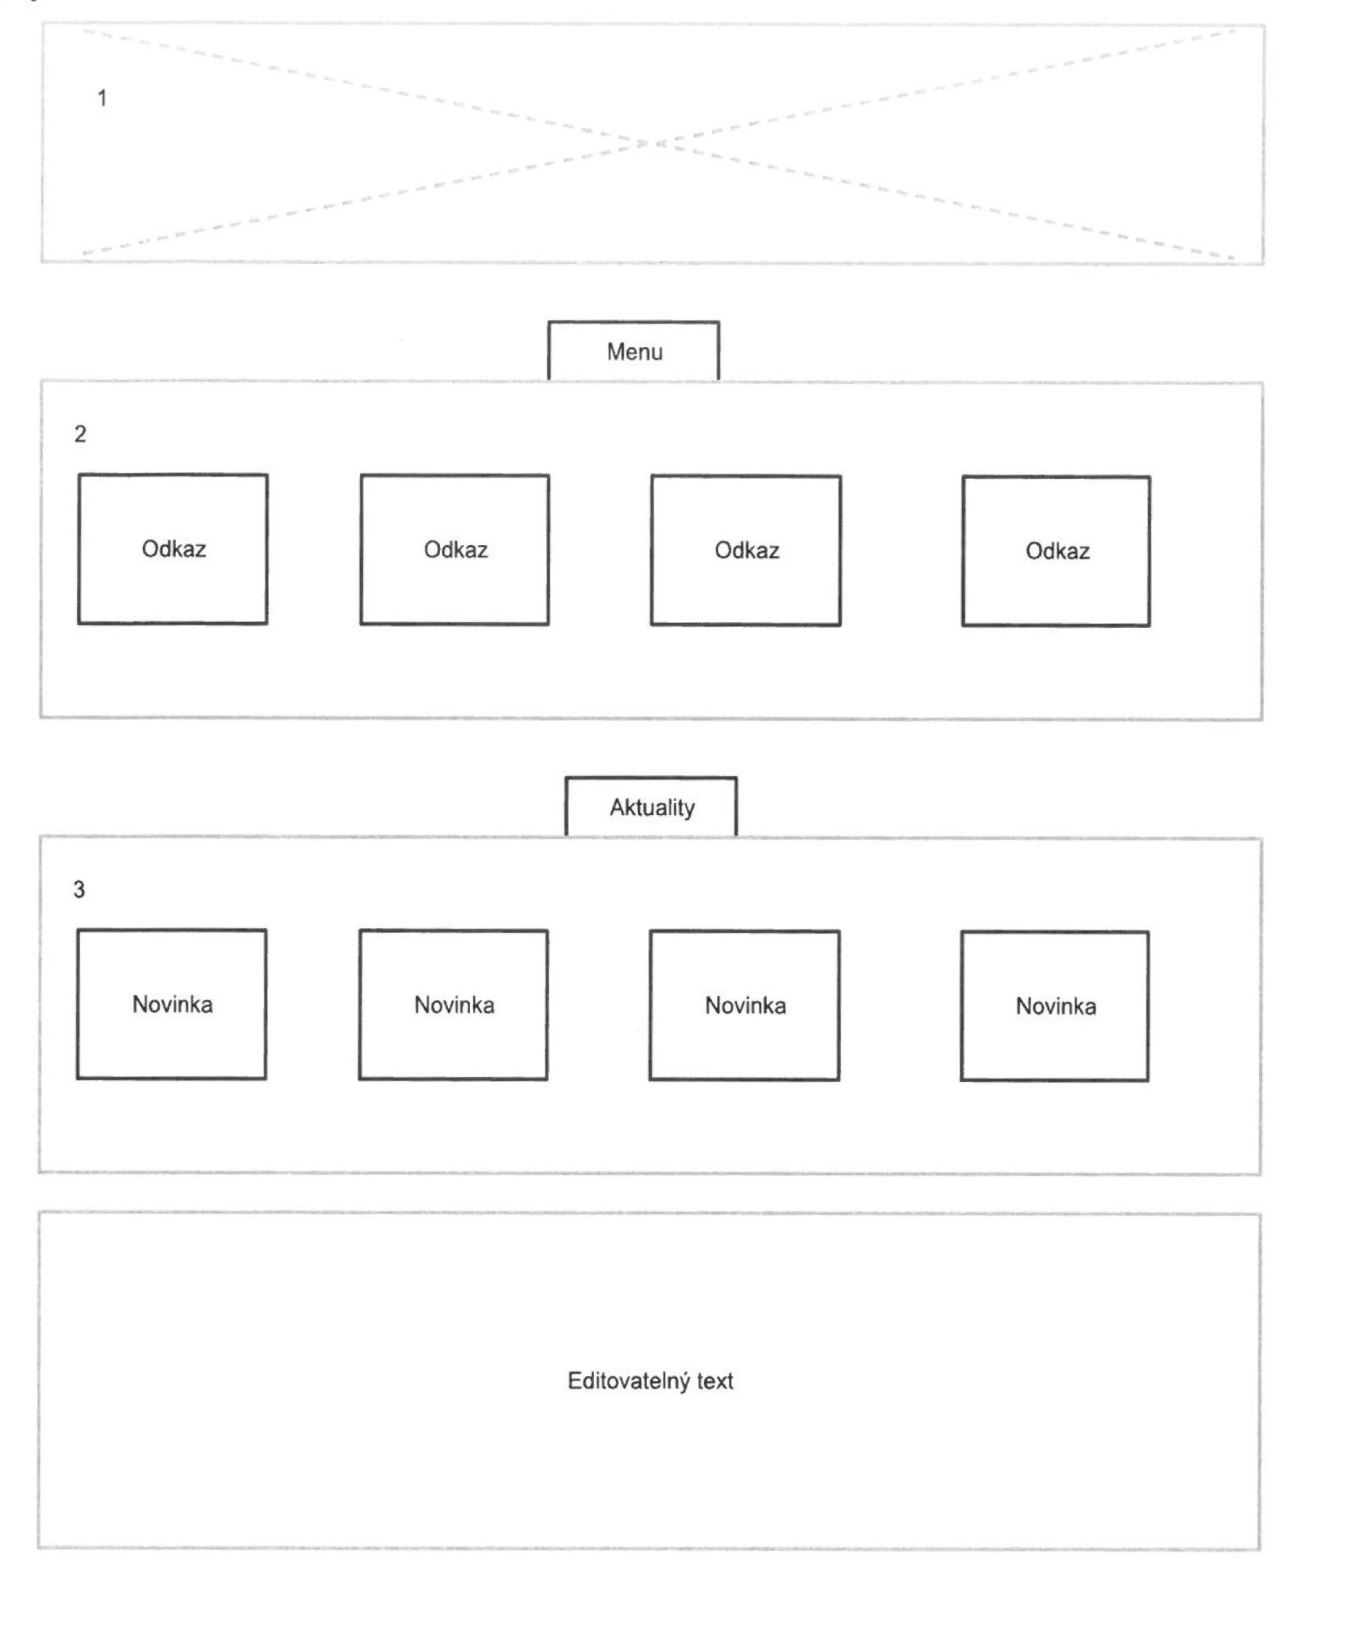 1
Menu
2
Odkaz Odkaz Odkaz Odkaz
Aktuality
3
Novinka Novinka Novinka Novinka
Editovatelný text